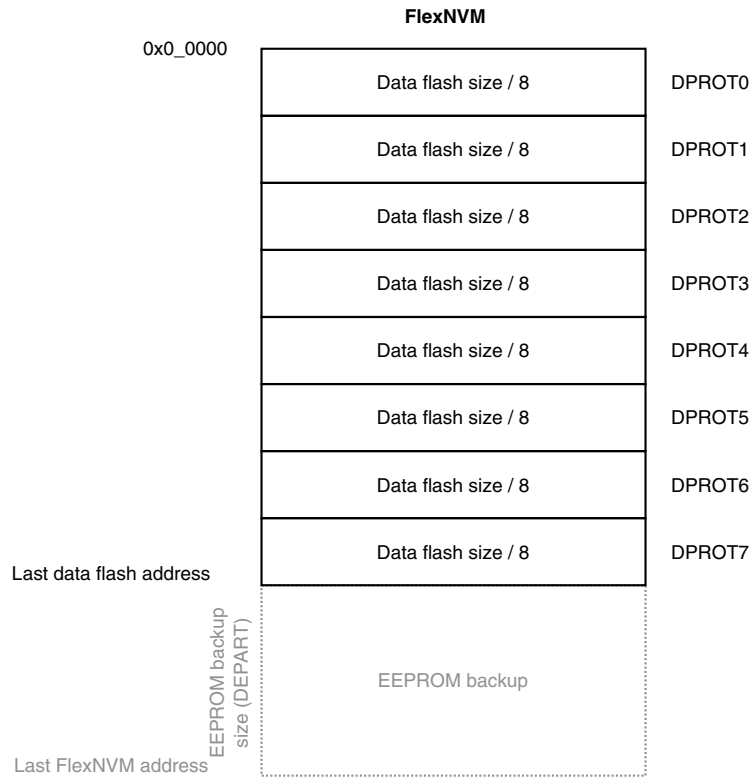 FlexNVM
0x0_0000
Data flash size / 8 DPROT0
Data flash size / 8 DPROT1
Data flash size / 8 DPROT2
Data flash size / 8 DPROT3
Data flash size / 8 DPROT4
Data flash size / 8 DPROT5
Data flash size / 8 DPROT6
Data flash size / 8 DPROT7
Last data flash address
EEPROM backup
size (DEPART)
EEPROM backup
Last FlexNVM address